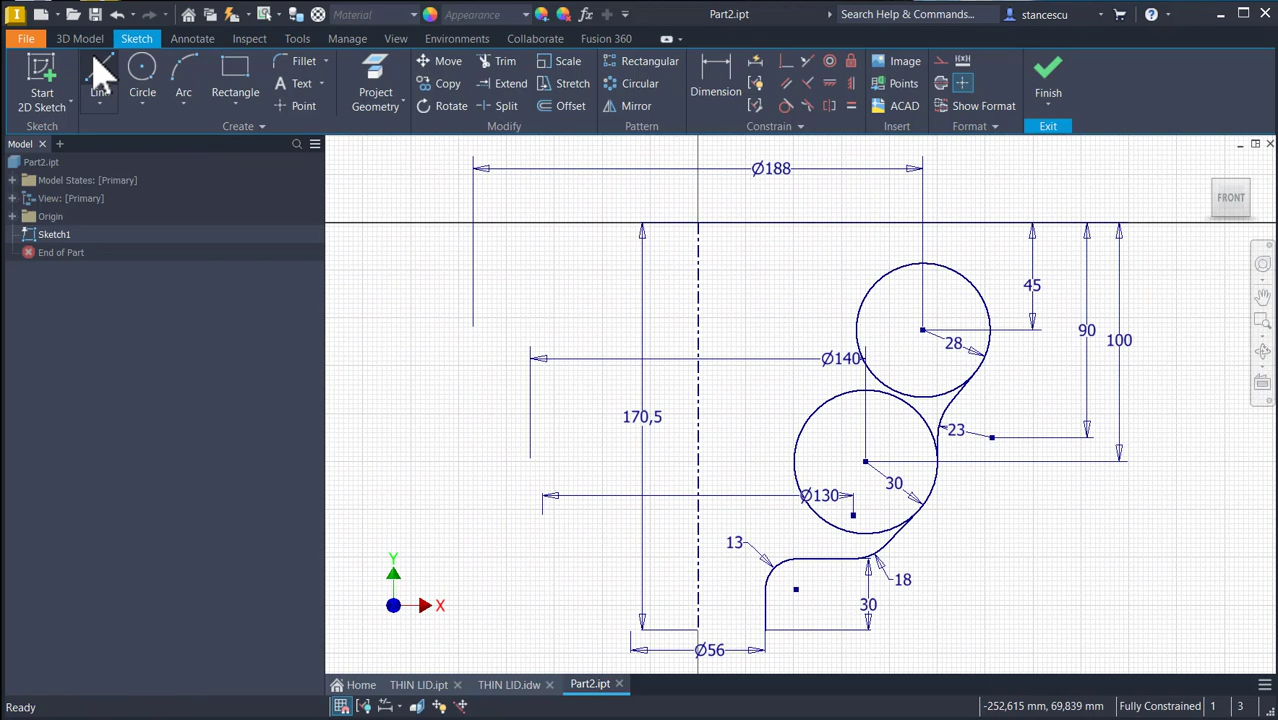 I PRO Material Appearance fx Part2.ipt Search Help & Commands... stancescu
File 3D Model Sketch Annotate Inspect Tools Manage View Environments Collaborate Fusion 360
Start 2D Sketch Line Circle Arc Rectangle Fillet Text Point Project Geometry Move Copy Rotate Trim Extend Split Scale Stretch Offset Rectangular Circular Mirror Dimension Image Points ACAD Show Format Finish
Sketch Create Modify Pattern Constrain Insert Format Exit
Model
Part2.ipt
Model States: [Primary]
View: [Primary]
Origin
Sketch1
End of Part
Ø188
FRONT
45
90
100
28
Ø140
170,5
23
30
Ø130
13
18
30
Ø56
Y
X
Home THIN LID.ipt THIN LID.idw Part2.ipt
Ready -252,615 mm, 69,839 mm Fully Constrained 1 3